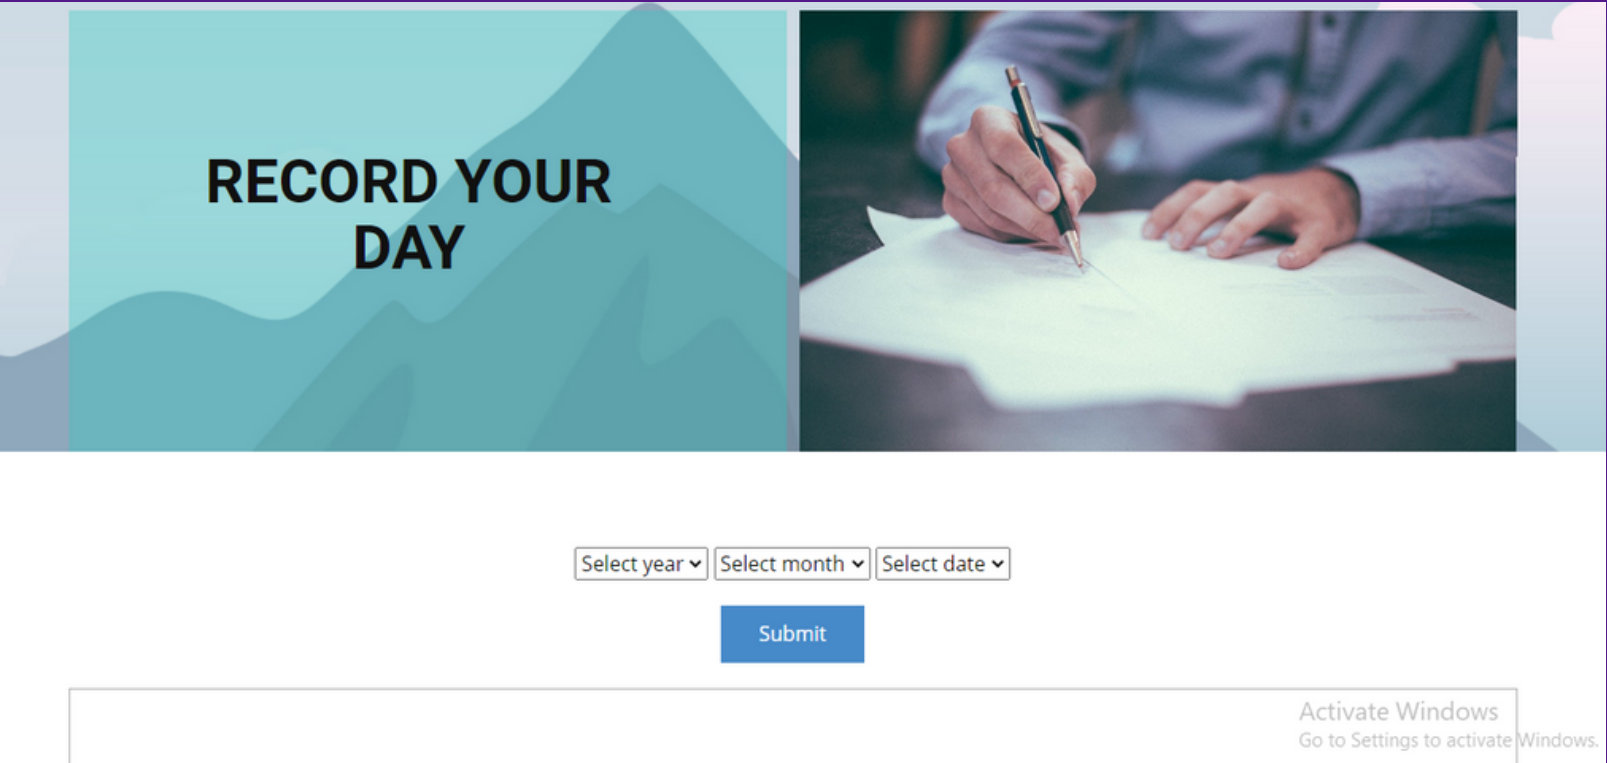 RECORD YOUR
DAY
Select year Select month Select date
Submit
Activate Windows
Go to Settings to activate Windows.